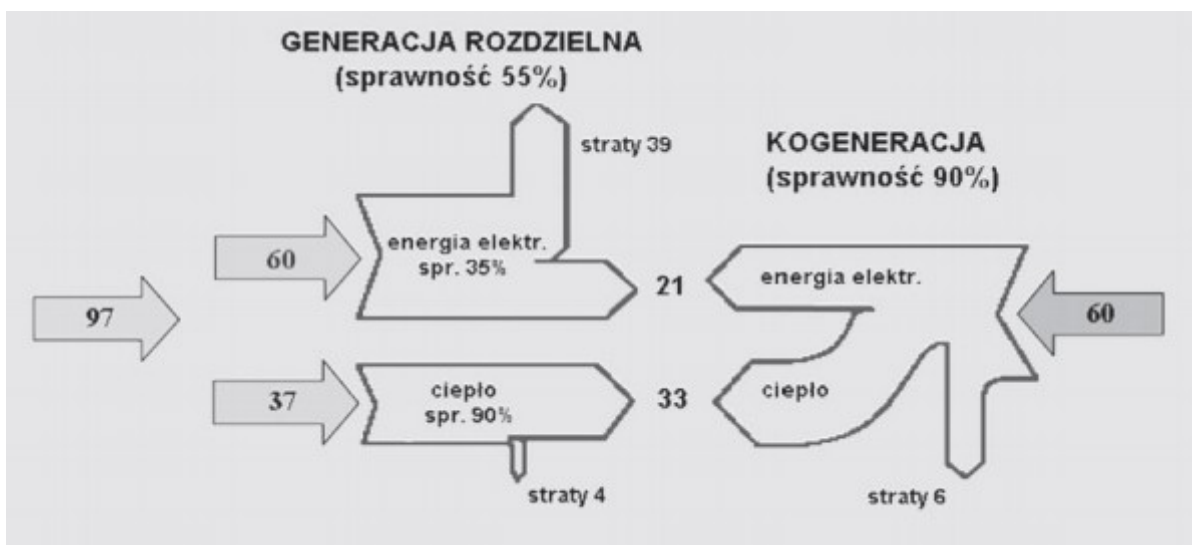 GENERACJA ROZDZIELNA
(sprawność 55%)
straty 39
KOGENERACJA
(sprawność 90%)
60
energia elektr.
spr. 35%
21
energia elektr.
97
60
37
ciepło
spr. 90%
33
ciepło
straty 4
straty 6